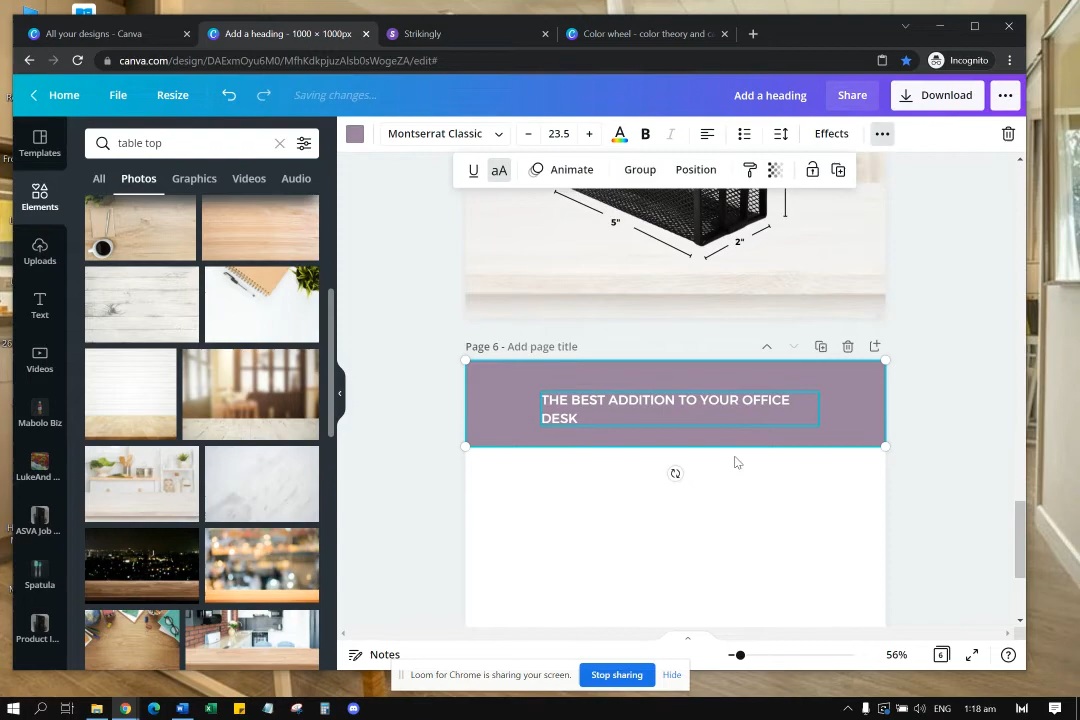 All your designs - Canva
Add a heading - 1000 × 1000px
Strikingly
Color wheel - color theory and
canva.com/design/DAExmOyu6M0/MfhKdkpjuzAlsb0sWogeZA/edit#
Incognito
Home
File
Resize
Saving changes...
Add a heading
Share
Download
Templates
Elements
Uploads
Text
Videos
Mabolo Biz
LukeAnd ...
ASVA Job ...
Spatula
Product I...
table top
All
Photos
Graphics
Videos
Audio
Montserrat Classic
23.5
A
B
I
Effects
U
aA
Animate
Group
Position
5"
2"
Page 6 - Add page title
THE BEST ADDITION TO YOUR OFFICE
DESK
Notes
56%
6
Loom for Chrome is sharing your screen.
Stop sharing
Hide
ENG
1:18 am